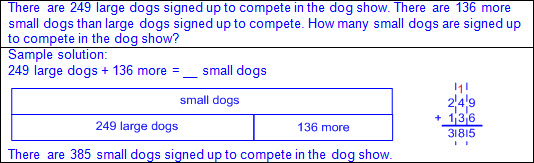 There are 249 large dogs signed up to compete in the dog show. There are 136 more
small dogs than large dogs signed up to compete. How many small dogs are signed up
to compete in the dog show?
Sample solution:
249 large dogs + 136 more = __ small dogs
small dogs
249 large dogs 136 more
1
249
+ 136
385
There are 385 small dogs signed up to compete in the dog show.